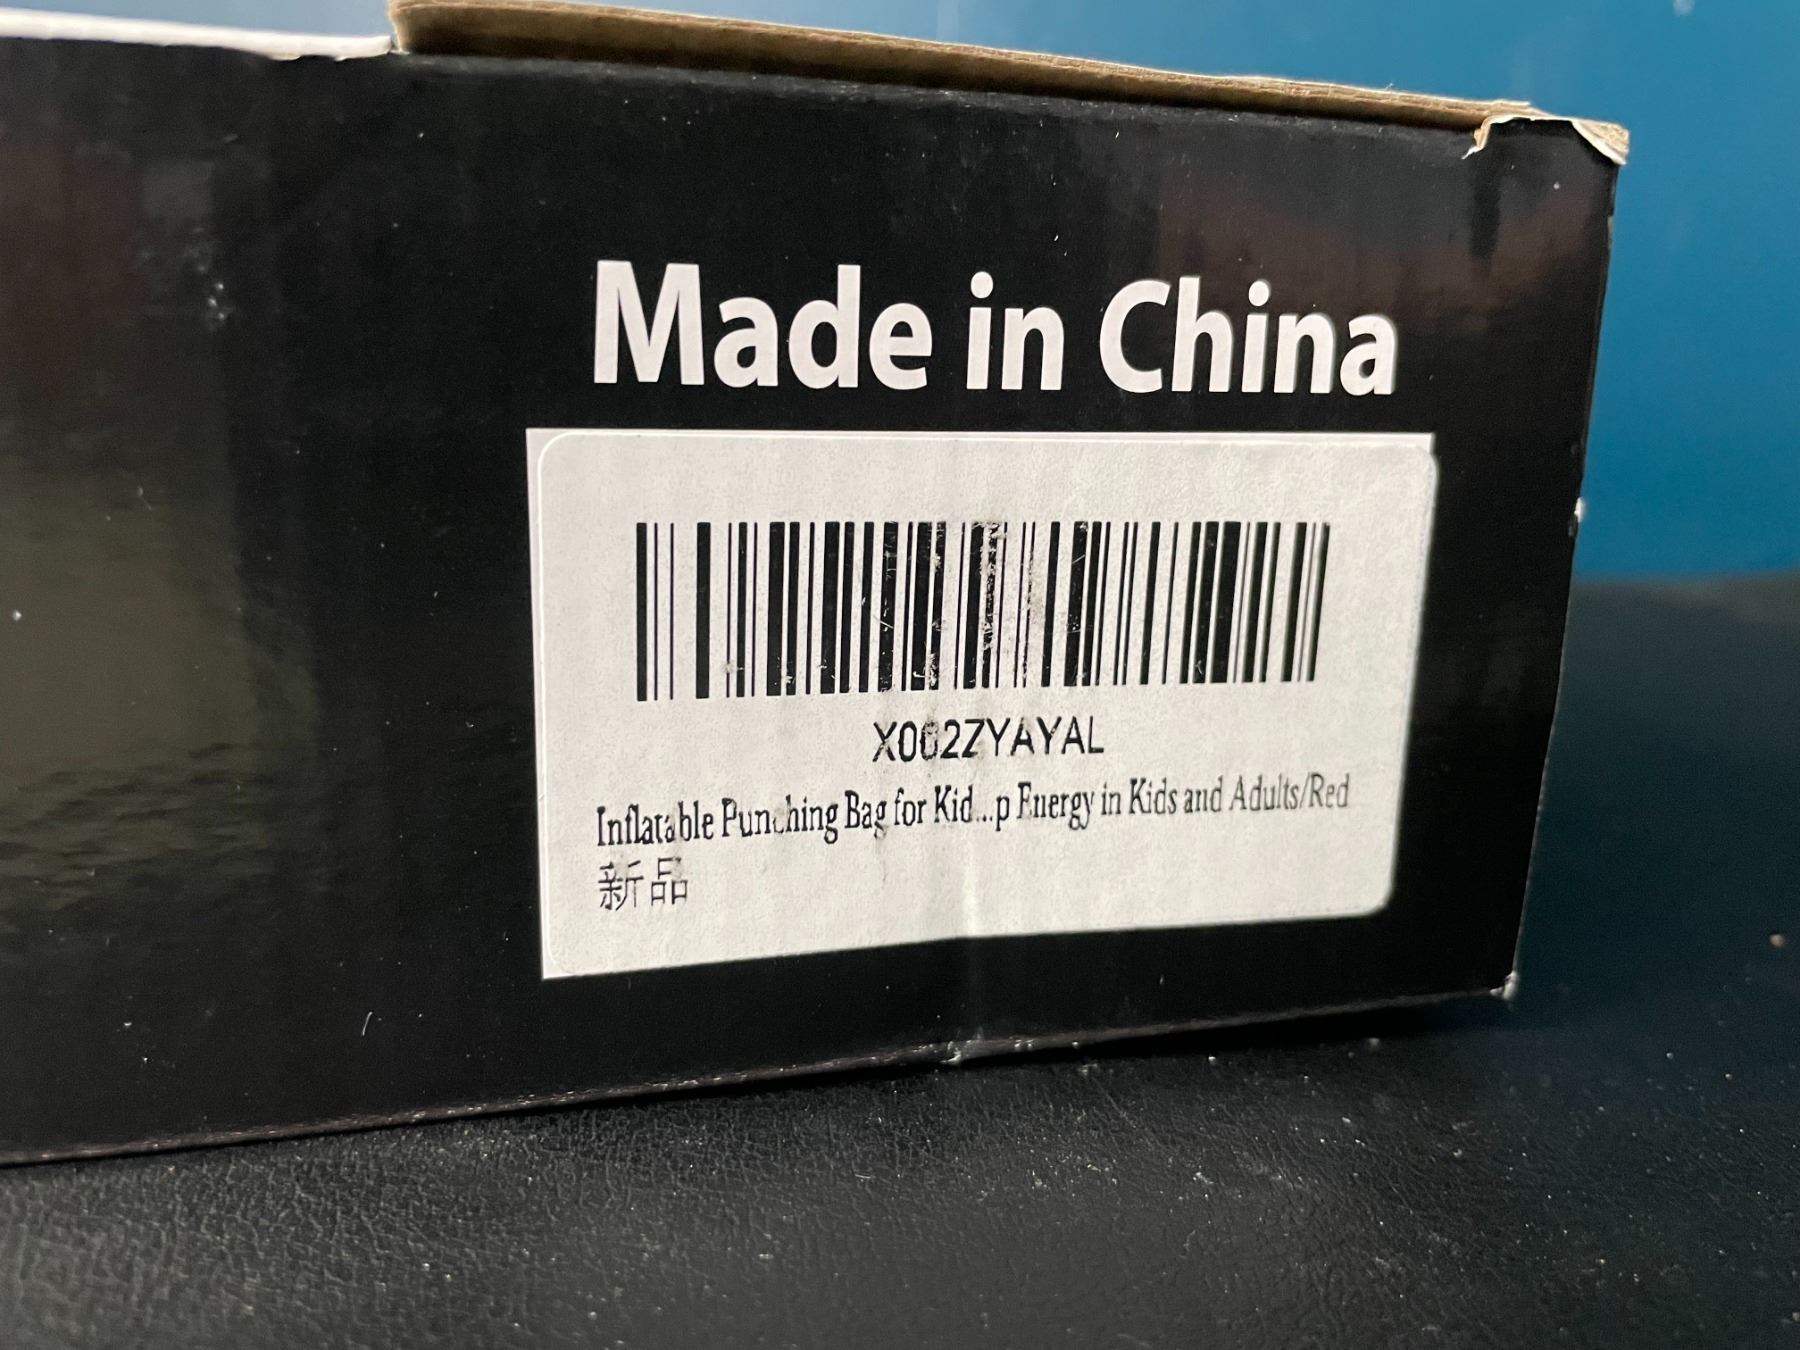 Made in China
X002ZYAYAL
Inflatable Punching Bag for Kid...p Energy in Kids and Adults/Red
新品